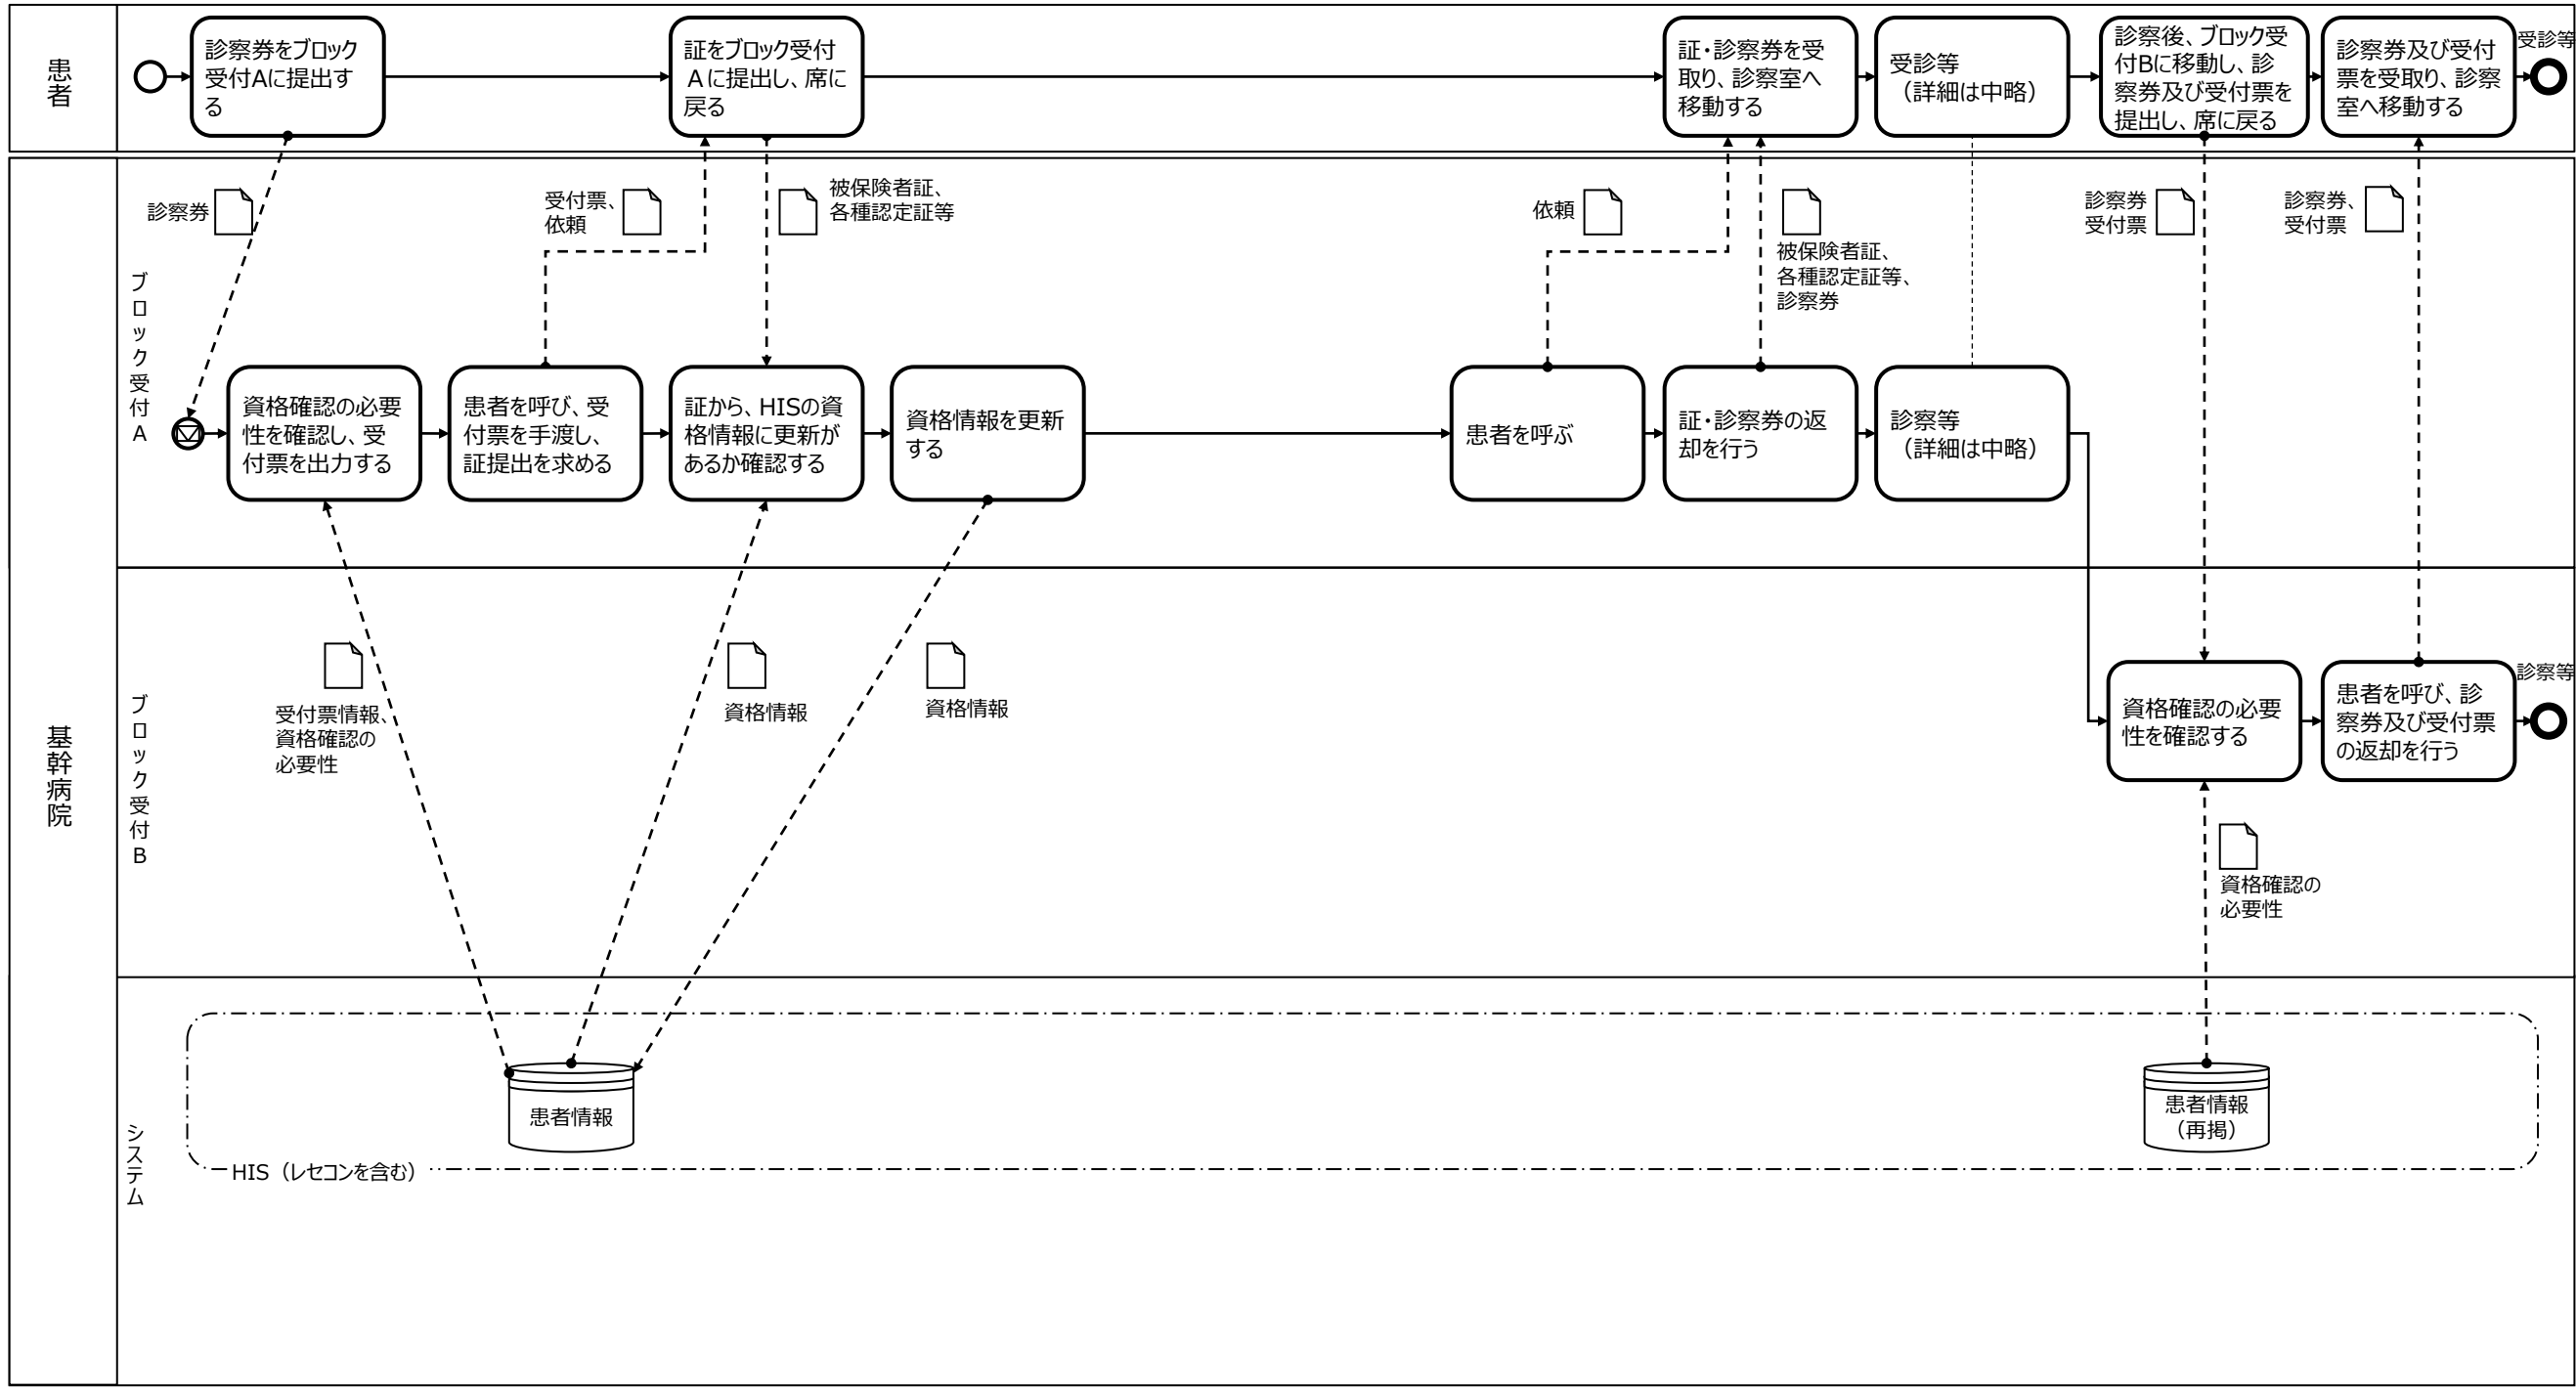 患者
診察券をブロック
受付Aに提出す
る
証をブロック受付
Aに提出し、席に
戻る
証・診察券を受
取り、診察室へ
移動する
受診等
（詳細は中略）
診察後、ブロック受
付Bに移動し、診
察券及び受付票を
提出し、席に戻る
診察券及び受付
票を受取り、診察
室へ移動する
受診等
基幹病院
ブロック受付A
診察券
受付票、
依頼
被保険者証、
各種認定証等
依頼
被保険者証、
各種認定証等、
診察券
診察券
受付票
診察券、
受付票
資格確認の必要
性を確認し、受
付票を出力する
患者を呼び、受
付票を手渡し、
証提出を求める
証から、HISの資
格情報に更新が
あるか確認する
資格情報を更新
する
患者を呼ぶ
証・診察券の返
却を行う
診察等
（詳細は中略）
ブロック受付B
受付票情報、
資格確認の
必要性
資格情報
資格情報
資格確認の必要
性を確認する
患者を呼び、診
察券及び受付票
の返却を行う
診察等
資格確認の
必要性
システム
患者情報
患者情報
（再掲）
HIS（レセコンを含む）